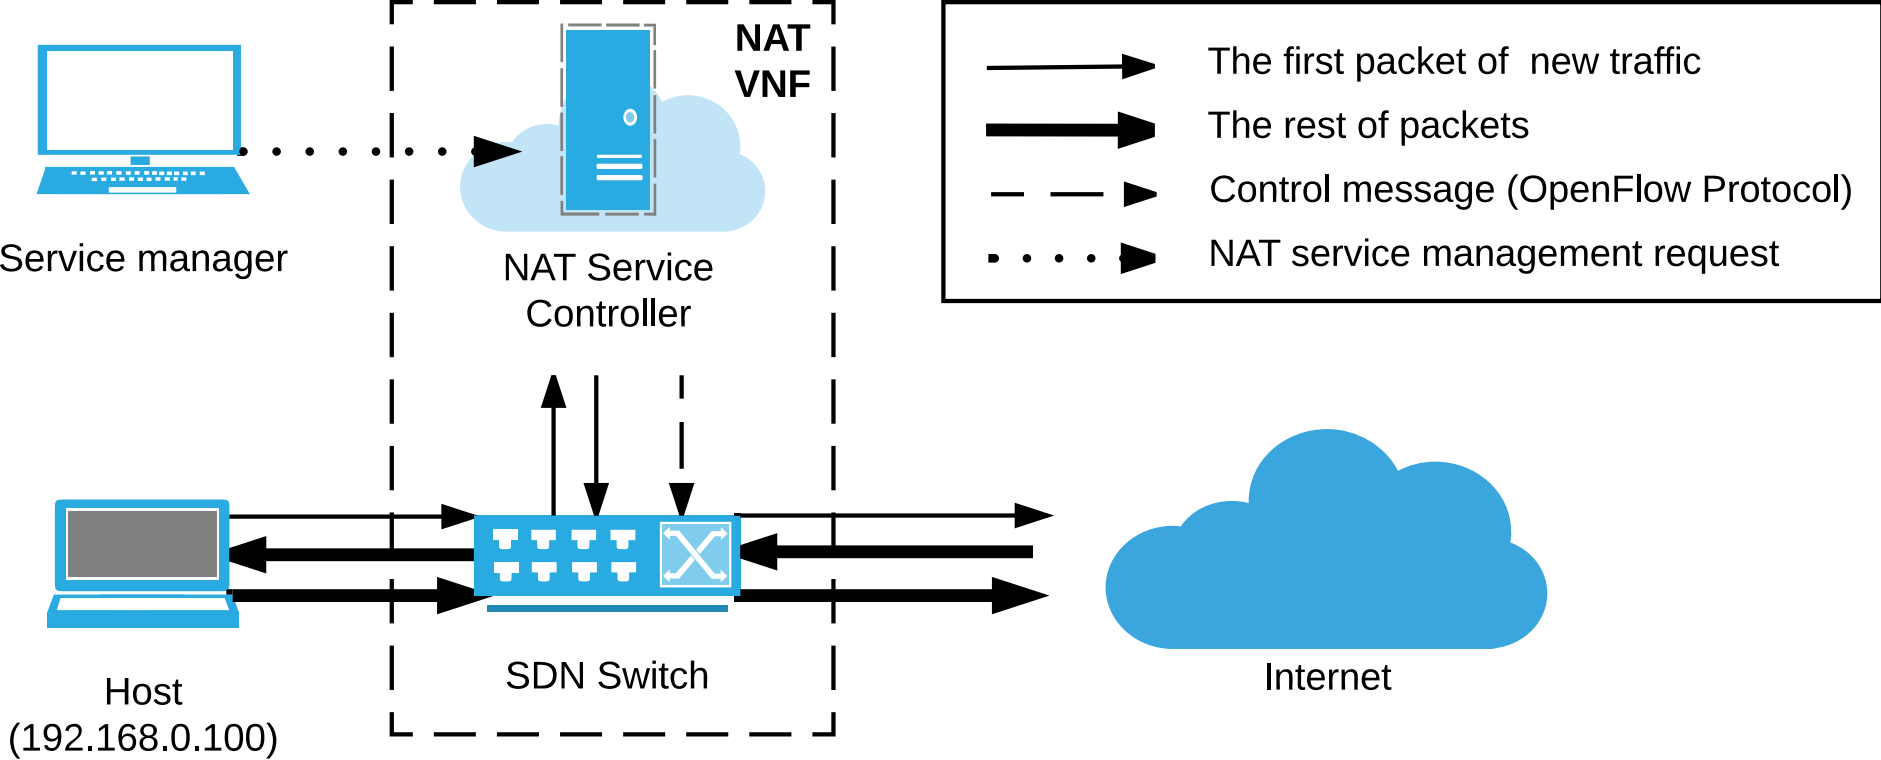 NAT
VNF
The first packet of  new traffic
The rest of packets
Control message (OpenFlow Protocol)
NAT service management request
Service manager
NAT Service
Controller
SDN Switch
Host
(192.168.0.100)
Internet